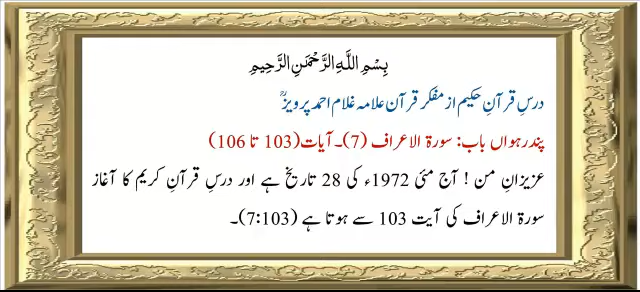 بِسْمِ اللَّهِ الرَّحْمَنِ الرَّحِيمِ
درسِ قرآنِ حکیم از مفکر قرآن علامہ غلام احمد پرویزؒ
پندرہواں باب: سورۃ الاعراف (7)۔ آیات (103 تا 106)
عزیزانِ من ! آج مئی 1972ء کی 28 تاریخ ہے اور درسِ قرآنِ کریم کا آغاز
سورۃ الاعراف کی آیت 103 سے ہوتا ہے (7:103)۔